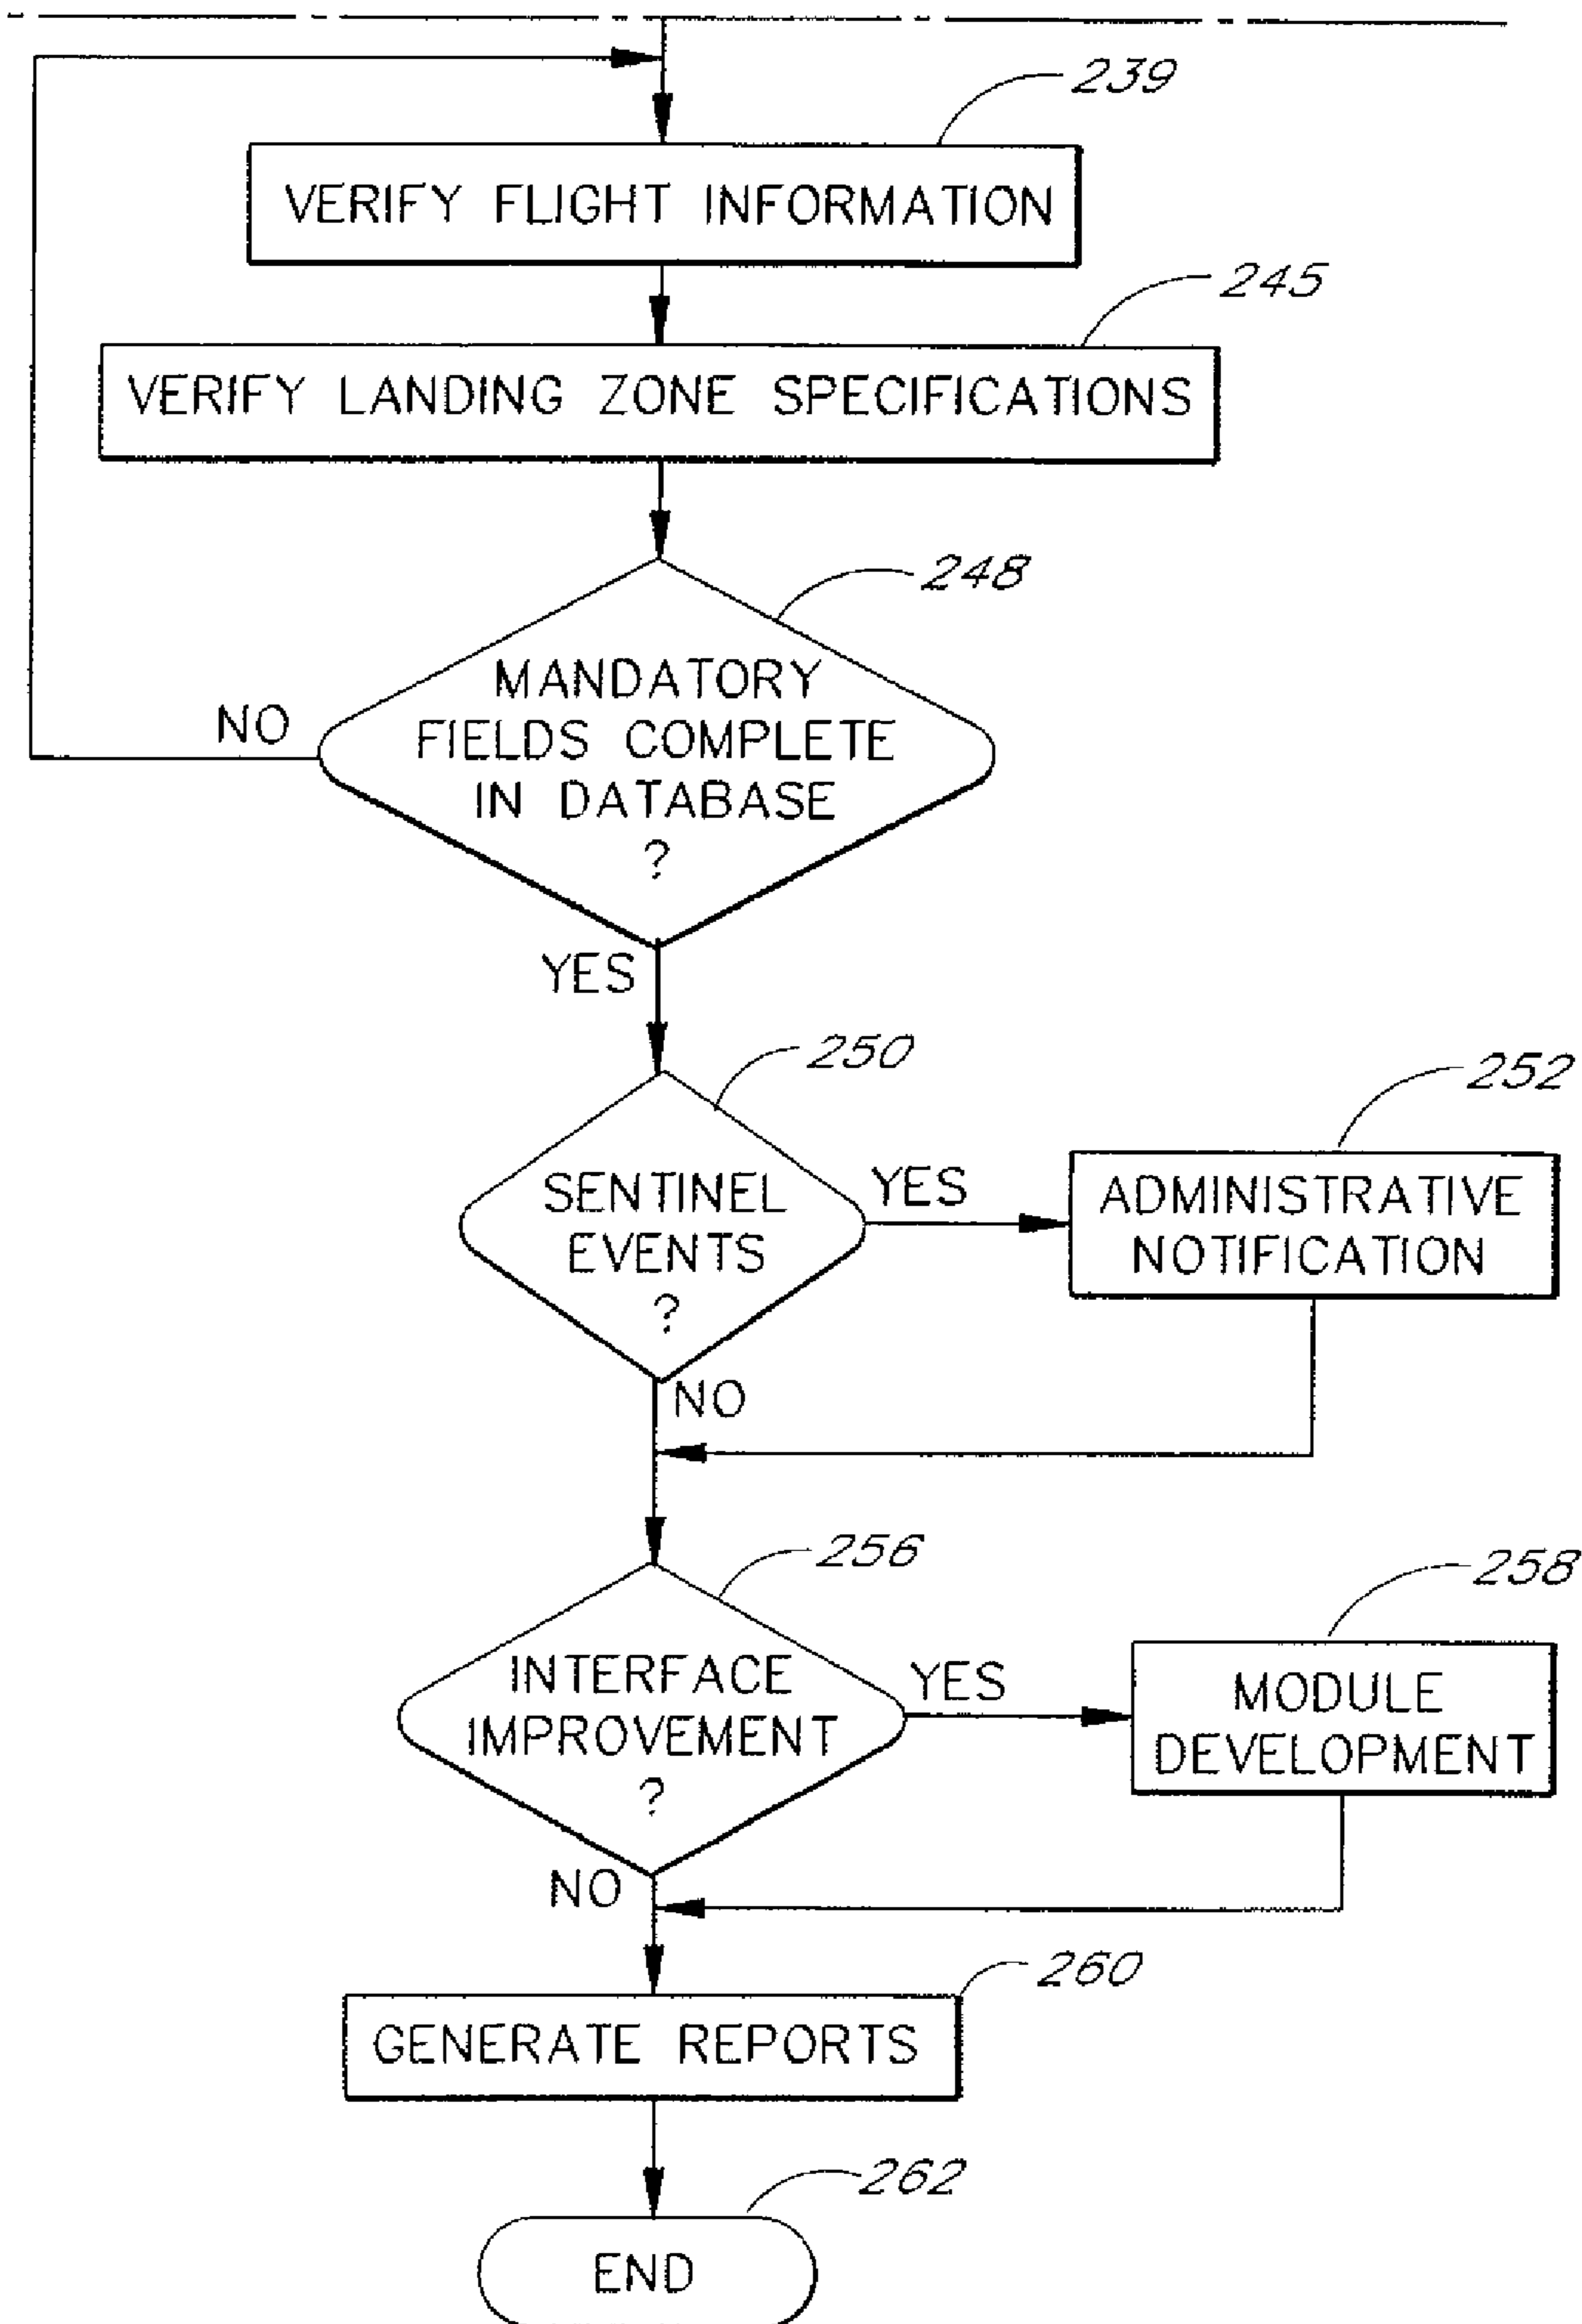 239
VERIFY FLIGHT INFORMATION
245
VERIFY LANDING ZONE SPECIFICATIONS
248
MANDATORY
FIELDS COMPLETE
IN DATABASE
?
NO
YES
250
SENTINEL
EVENTS
?
YES
NO
252
ADMINISTRATIVE
NOTIFICATION
256
INTERFACE
IMPROVEMENT
?
YES
NO
258
MODULE
DEVELOPMENT
260
GENERATE REPORTS
262
END